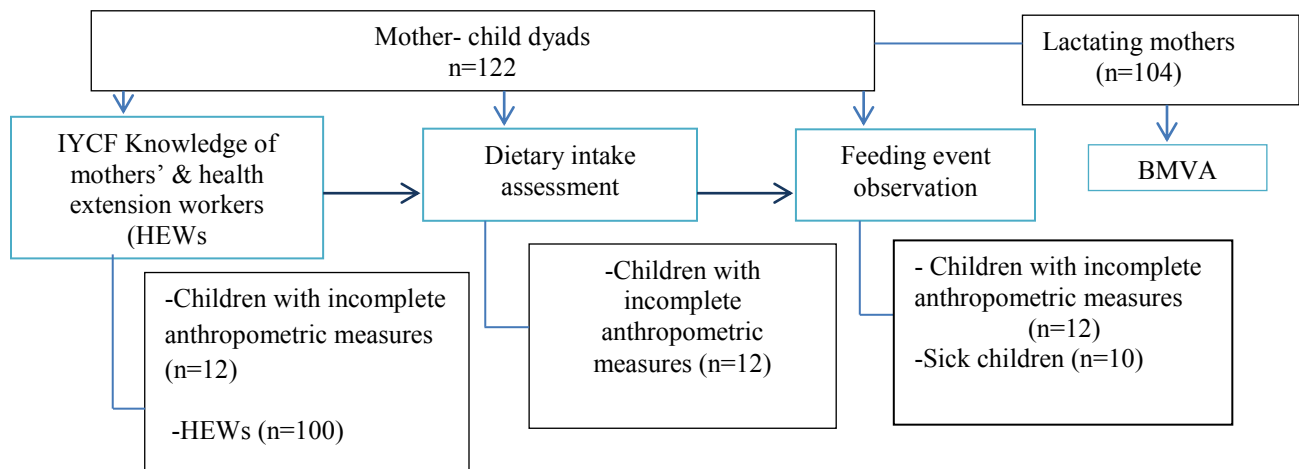 Mother- child dyads
n=122
Lactating mothers
(n=104)
IYCF Knowledge of
mothers’ & health
extension workers
(HEWs
Dietary intake
assessment
Feeding event
observation
BMVA
-Children with incomplete
anthropometric measures
(n=12)
-HEWs (n=100)
-Children with
incomplete
anthropometric
measures (n=12)
- Children with incomplete
anthropometric measures
(n=12)
-Sick children (n=10)